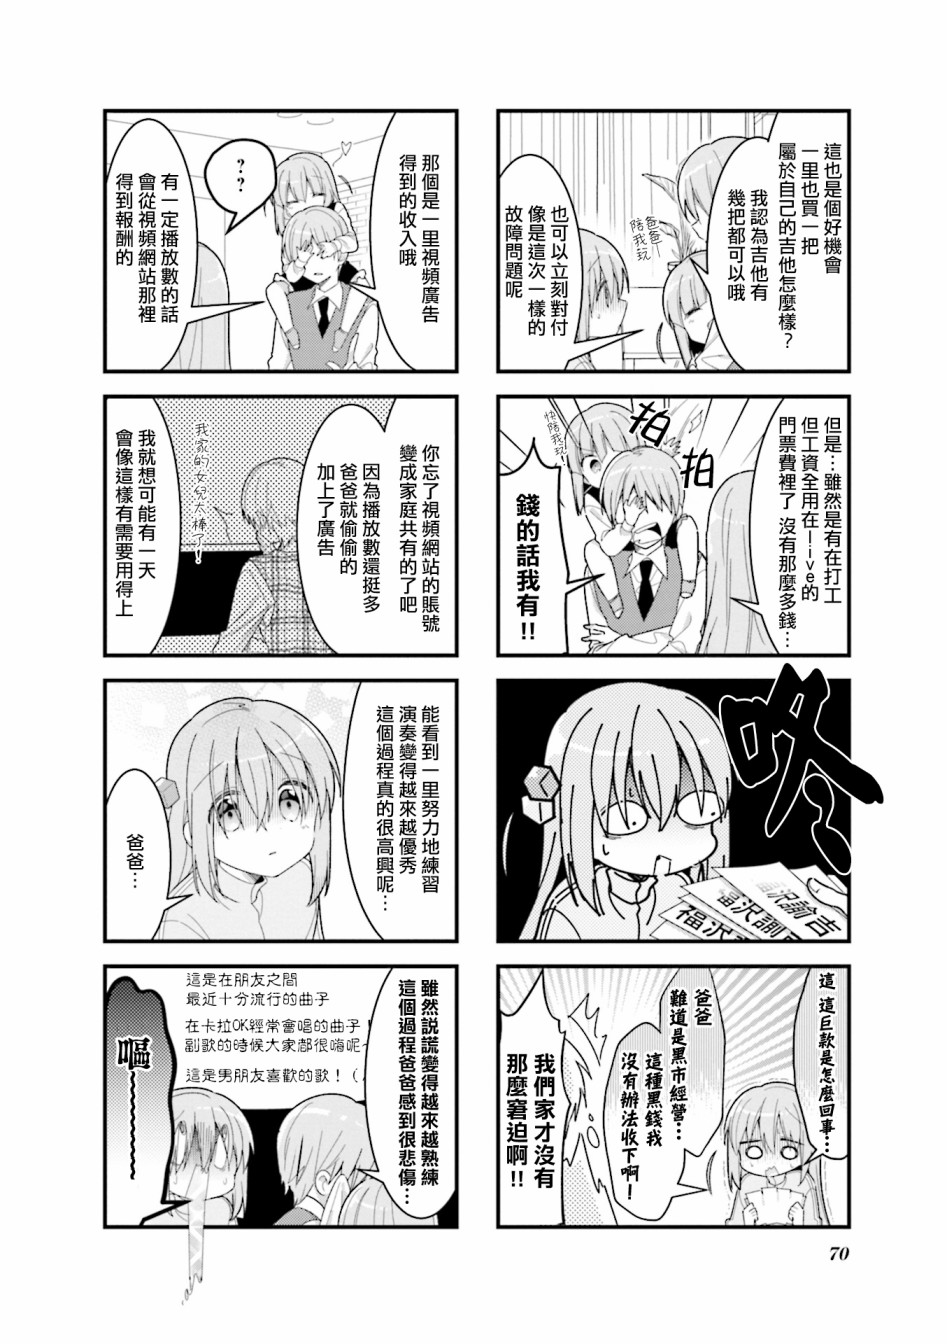 這也是個好機會
一里也買一把
屬於自己的吉他怎麼樣？
我認為吉他有
幾把都可以哦
爸爸—
陪我玩
也可以立刻對付
像是這次一樣的
故障問題呢
但是…雖然是有在打工
但工資全用在live的
門票費裡了 沒有那麼多錢…
拍
拍
快陪我玩！
錢的話我有!!
咚！
福沢諭吉
這 這巨款是怎麼回事…
爸爸
難道是黑市經營…
這種黑錢我
沒有辦法收下啊！
我們家才沒有
那麼窘迫啊!!
那個是一里視頻廣告
得到的收入哦
？？
有一定播放數的話
會從視頻網站那裡
得到報酬的
你忘了視頻網站的賬號
變成家庭共有的了吧
因為播放數還挺多
爸爸就偷偷的
加上了廣告
我家的女兒太棒了！
我就想可能有一天
會像這樣有需要用得上
能看到一里努力地練習
演奏變得越來越優秀
這個過程真的很高興呢…
爸爸…
雖然說謊變得越來越熟練
這個過程爸爸感到很悲傷…
這是在朋友之間
最近十分流行的曲子
在卡拉OK經常會唱的曲子！
副歌的時候大家都很嗨呢~
這是男朋友喜歡的歌！（
嘔~~~~
70